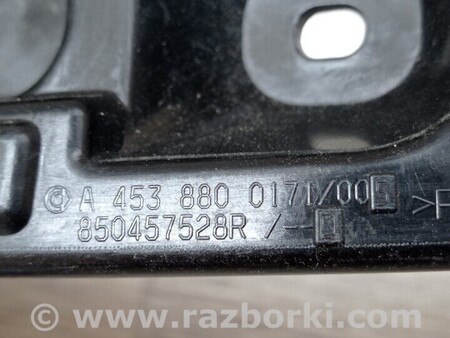 A 453 880 0171/00
850457528R /--
>P
www.razborki.com